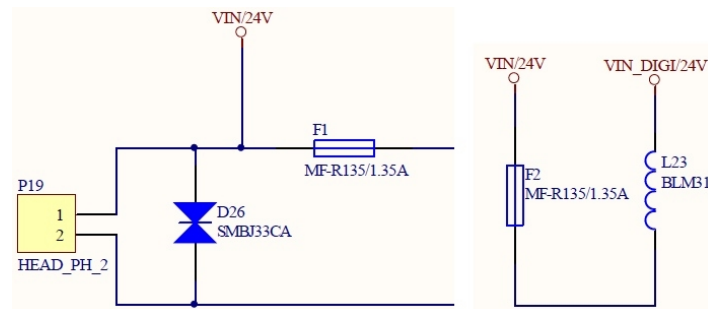 VIN/24V
F1
MF-R135/1.35A
P19
1
2
HEAD_PH_2
D26
SMBJ33CA
VIN/24V
VIN_DIGI/24V
F2
MF-R135/1.35A
L23
BLM31